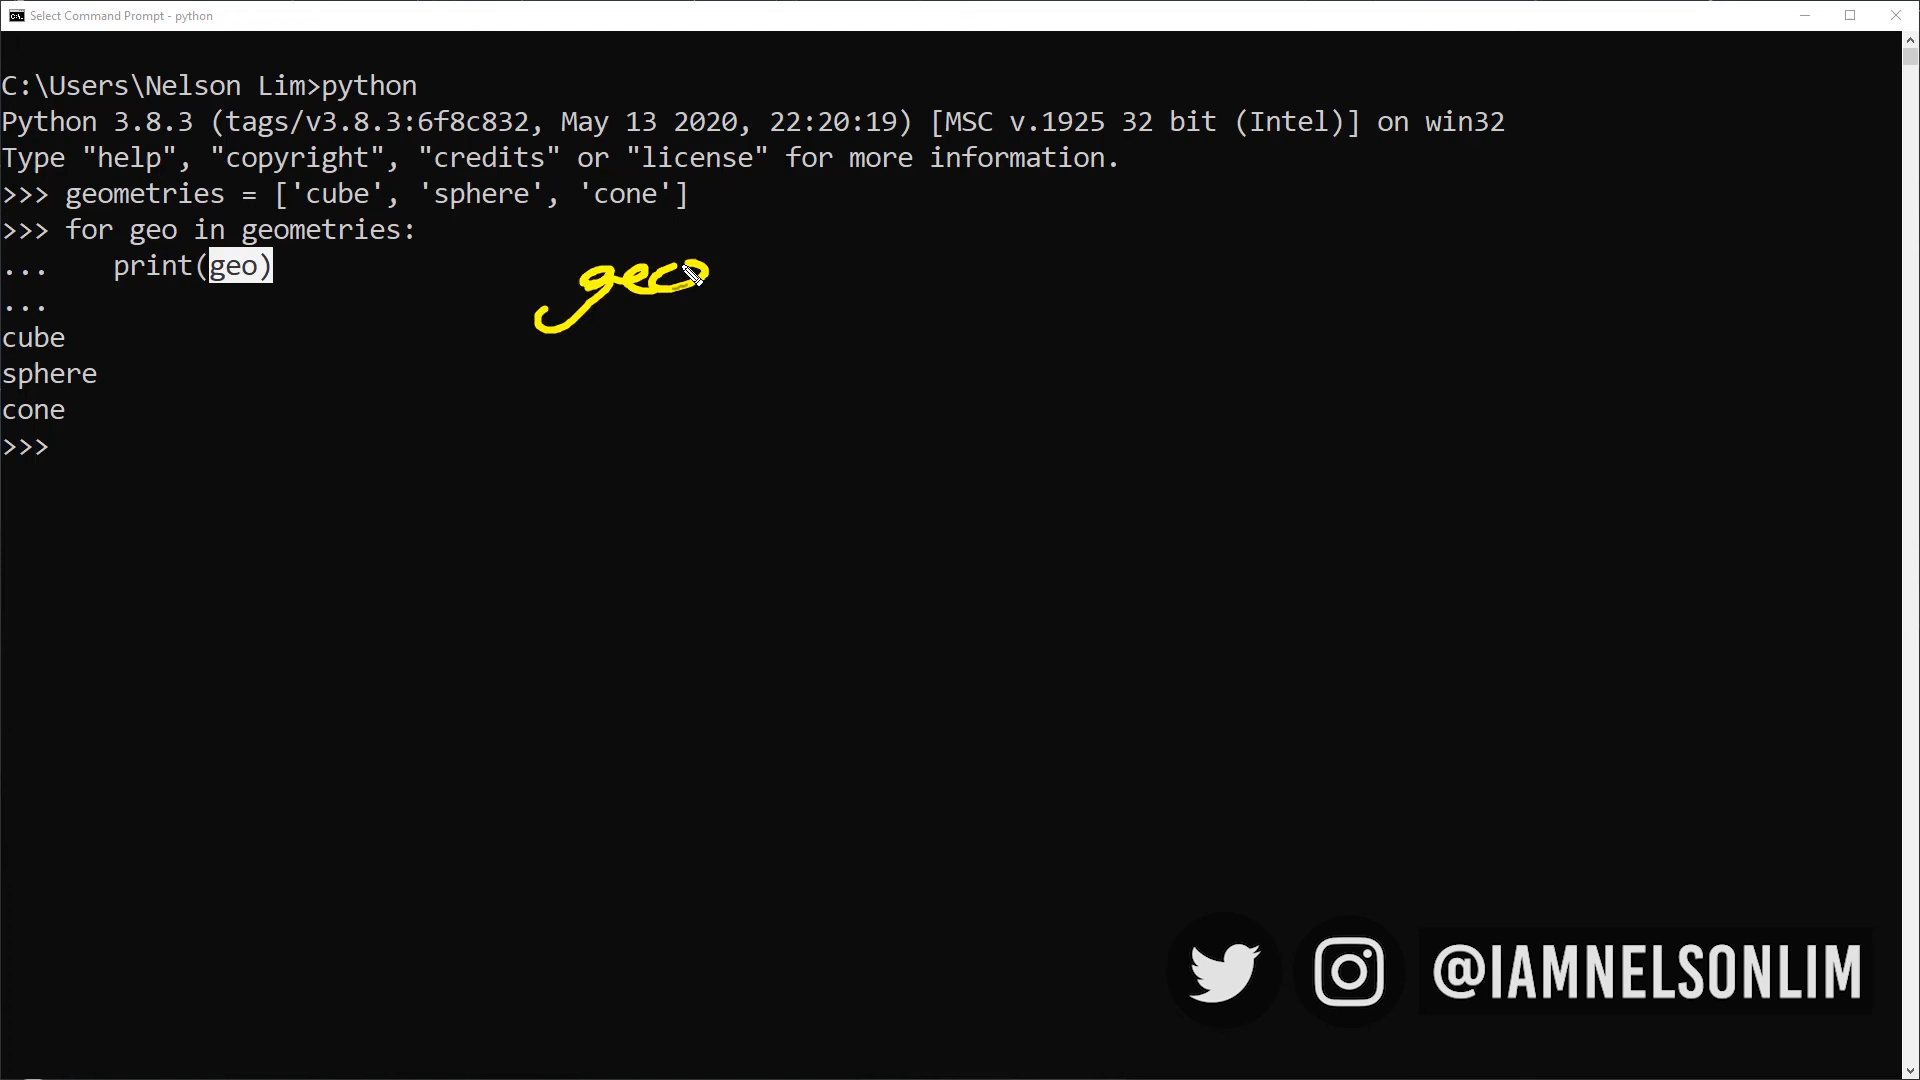 Select Command Prompt - python
C:\Users\Nelson Lim>python
Python 3.8.3 (tags/v3.8.3:6f8c832, May 13 2020, 22:20:19) [MSC v.1925 32 bit (Intel)] on win32
Type "help", "copyright", "credits" or "license" for more information.
>>> geometries = ['cube', 'sphere', 'cone']
>>> for geo in geometries:
...    print(geo)
geo
...
cube
sphere
cone
>>>
@IAMNELSONLIM